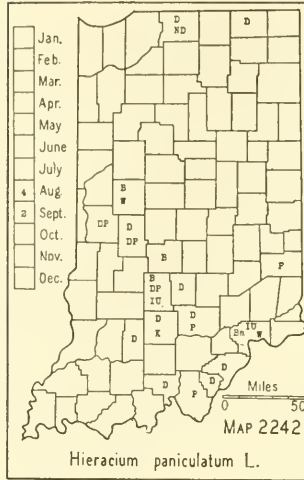 Jan.
Feb.
Mar.
Apr.
May
June
July
4 Aug.
2 Sept.
Oct.
Nov.
Dec.
D
ND
D
B
W
DP
D
DP
B
P
B
DP
IU
D
D
K
D
P
D
Bn IU W
D
D
D
P
Miles
0 50
MAP 2242
Hieracium paniculatum L.